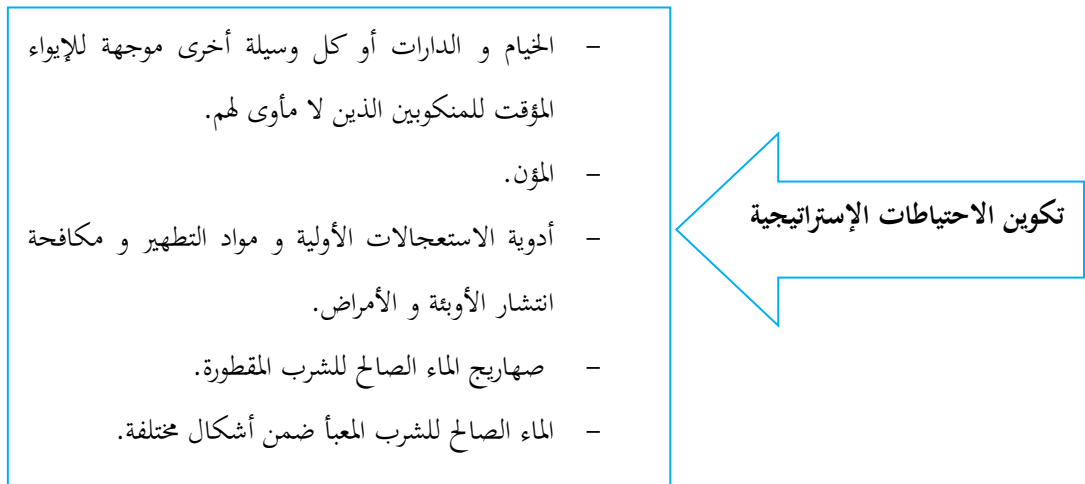 تكوين الاحتياطات الإستراتيجية
– الخيام و الدارات أو كل وسيلة أخرى موجهة للإيواء
المؤقت للمنكوبين الذين لا مأوى لهم.
– المؤن.
– أدوية الاستعجالات الأولية و مواد التطهير و مكافحة
انتشار الأوبئة و الأمراض.
– صهاريج الماء الصالح للشرب المقطورة.
– الماء الصالح للشرب المعبأ ضمن أشكال مختلفة.